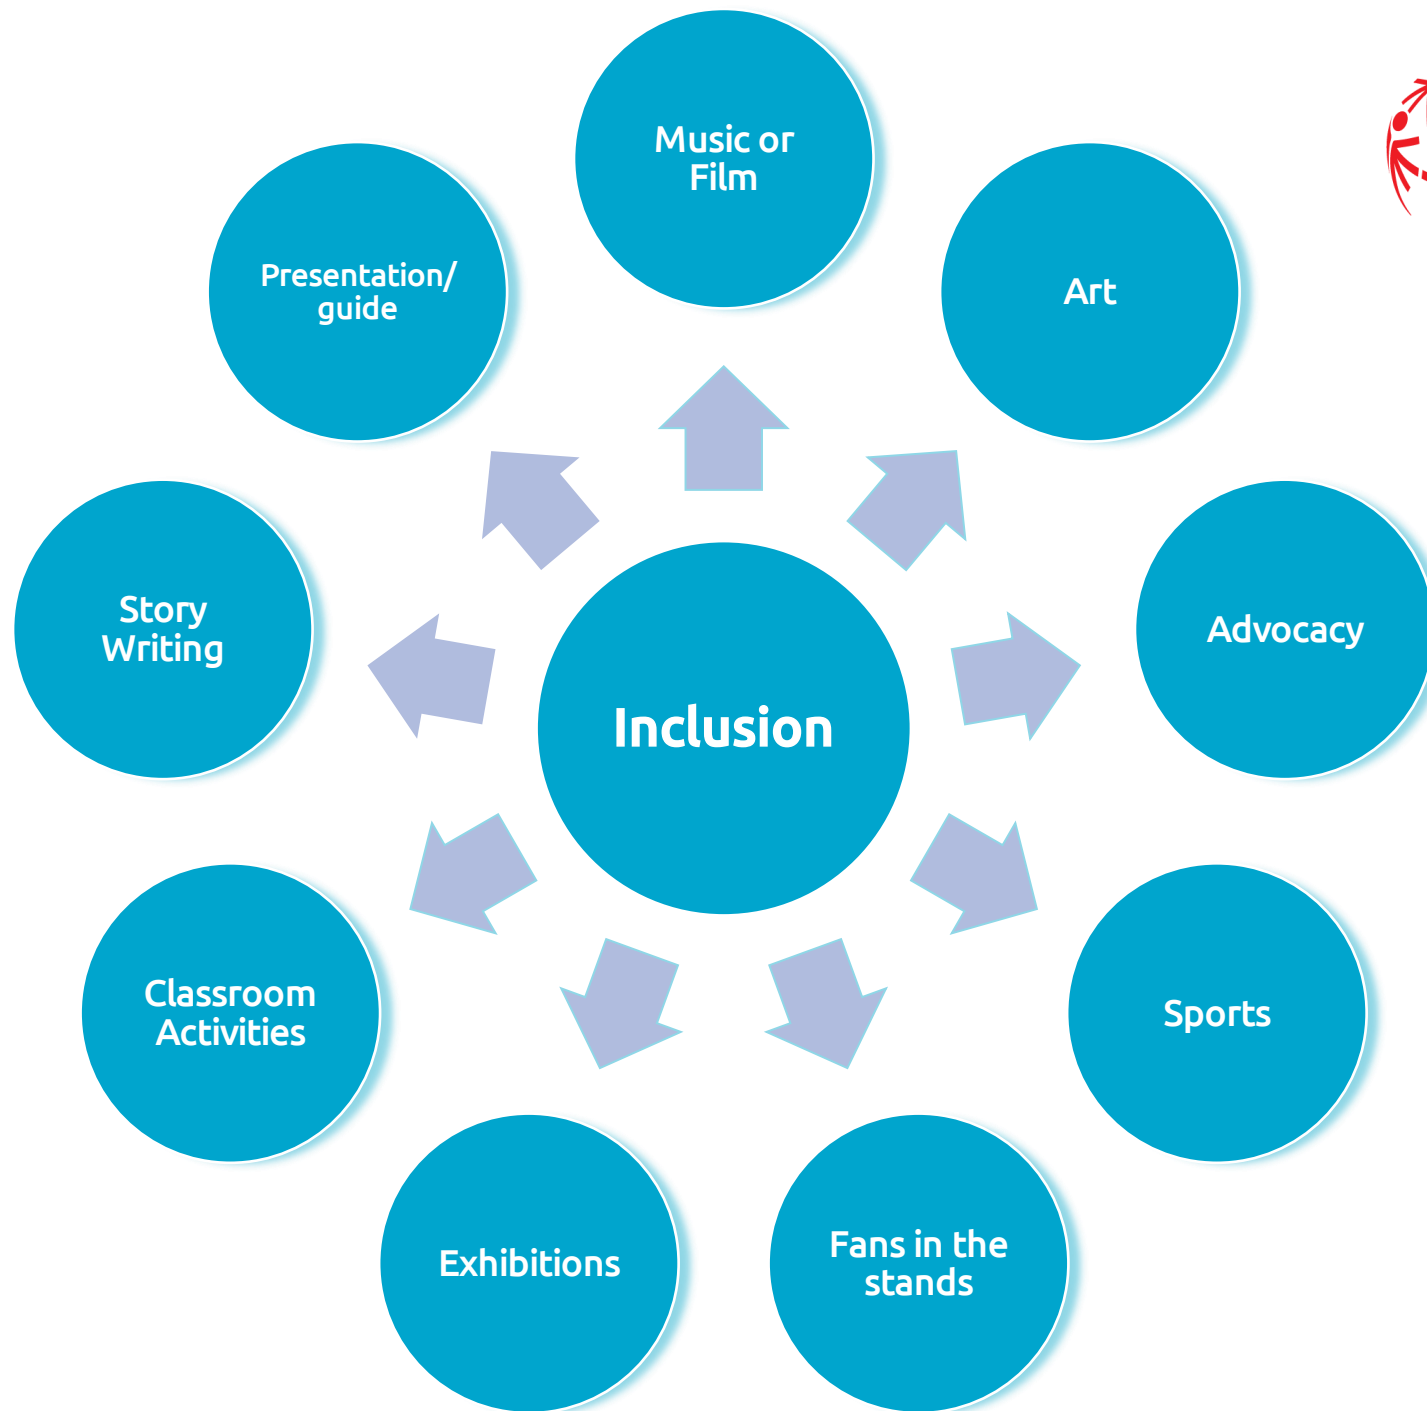 Music or
Film
Art
Advocacy
Sports
Fans in the
stands
Exhibitions
Classroom
Activities
Story
Writing
Presentation/
guide
Inclusion